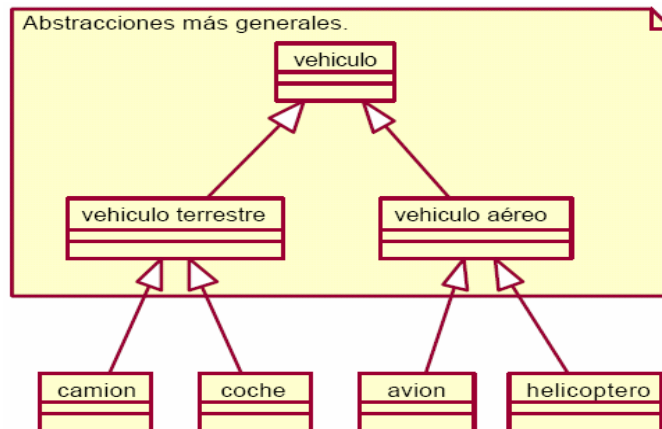 Abstracciones más generales.
vehiculo
vehiculo terrestre
vehiculo aéreo
camion
coche
avion
helicoptero